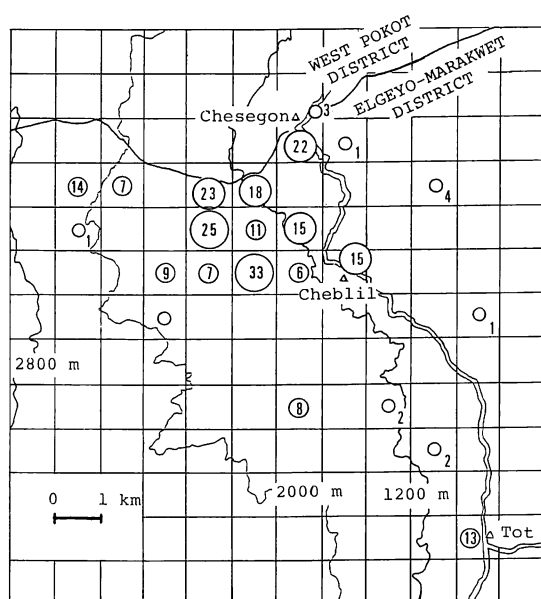 WEST POKOT
DISTRICT
ELGEYO-MARAKWET
DISTRICT
3
Chesegon
22
1
14
7
23
18
4
1
25
11
15
15
9
7
33
6
Cheblil
1
2800 m
8
2
2
0 1 km
2000 m
1200 m
13
Tot